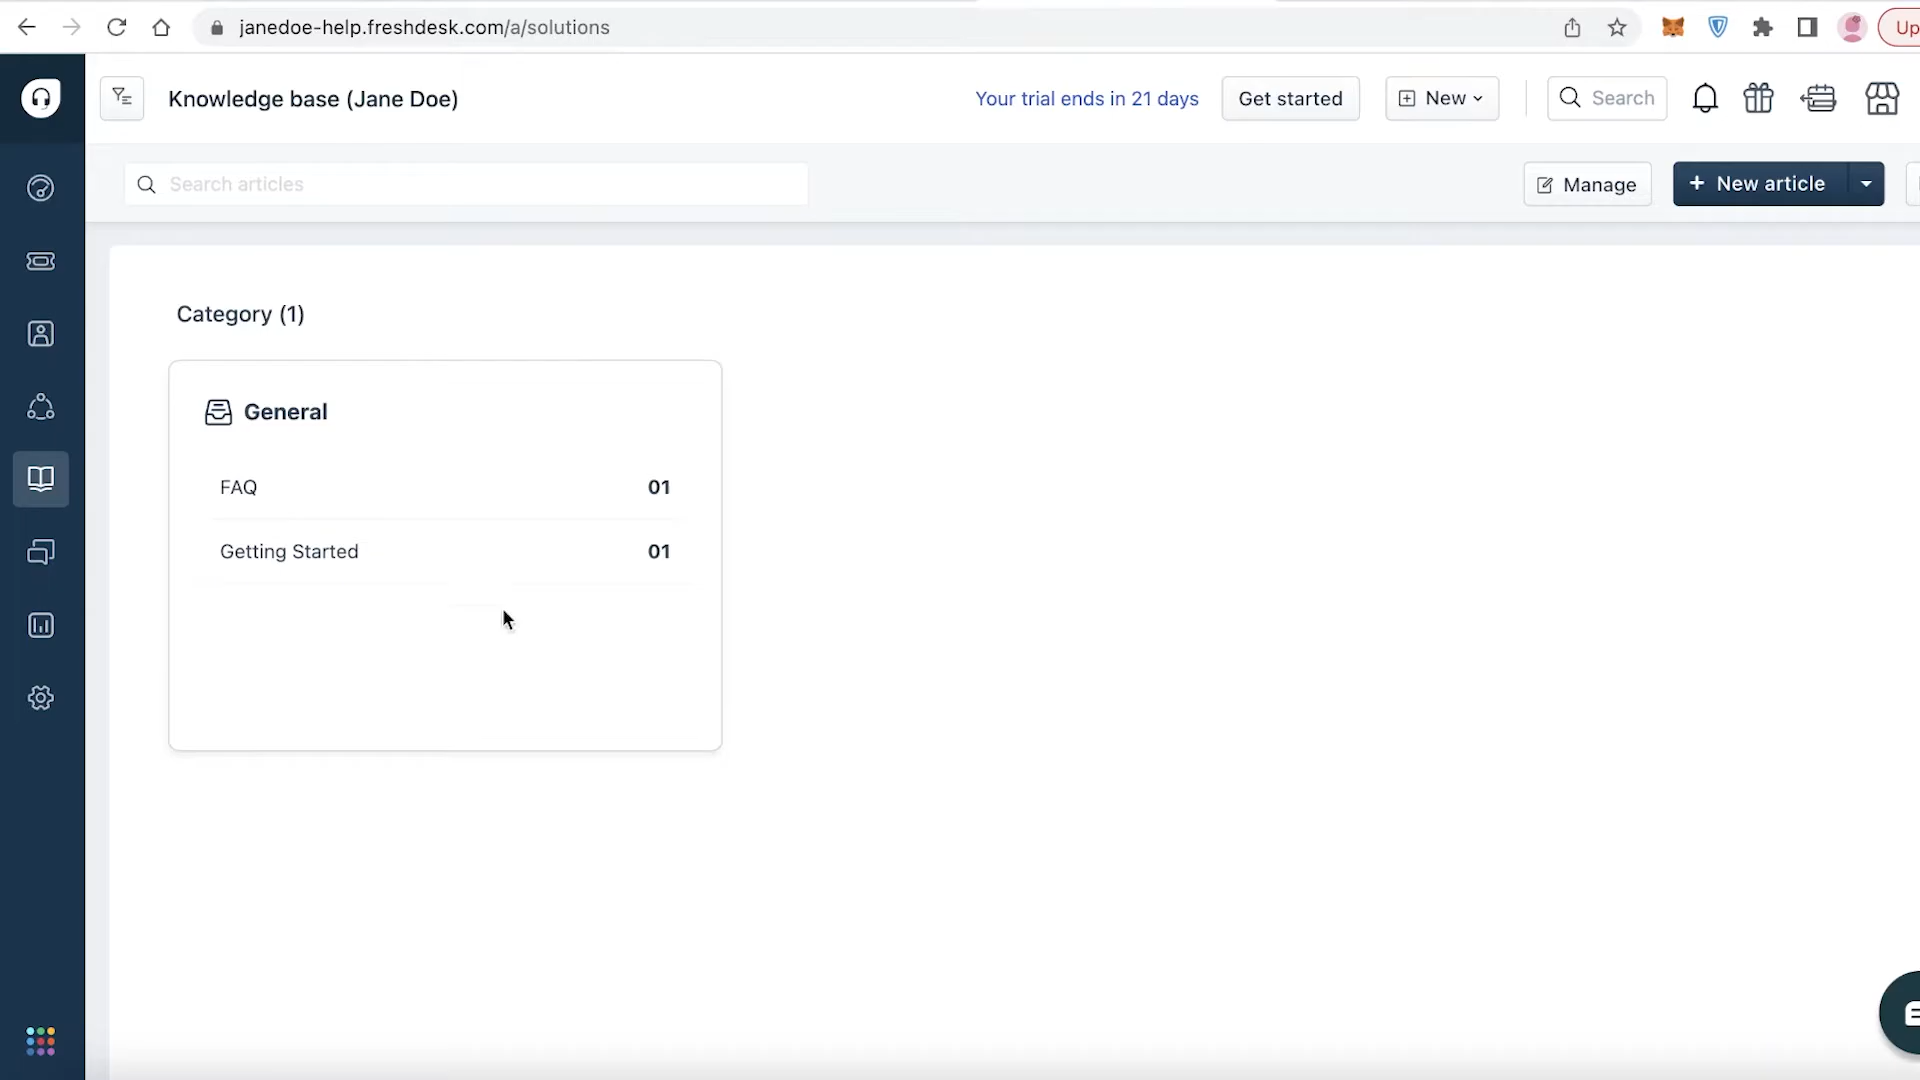 janedoe-help.freshdesk.com/a/solutions
Up
Knowledge base (Jane Doe)
Your trial ends in 21 days
Get started
New
Search
Search articles
Manage
+ New article
Category (1)
General
FAQ 01
Getting Started 01